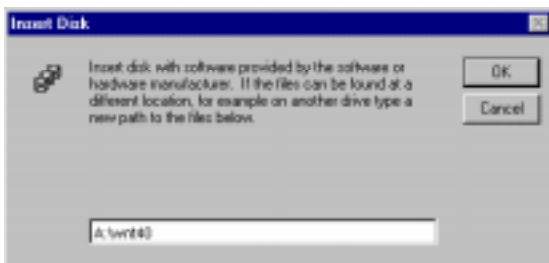 Insert Disk
Insert disk with software provided by the software or
hardware manufacturer. If the files can be found at a
different location, for example on another drive type a
new path to the files below.
OK
Cancel
A:\wnt40